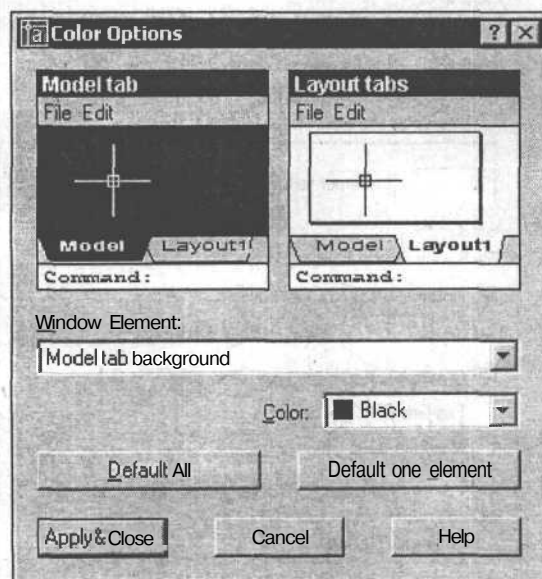 Color Options
Model tab
File Edit
Model
Layout1
Command:
Layout tabs
File Edit
Model
Layout1
Command:
Window Element:
Model tab background
Color:
Black
Default All
Default one element
Apply & Close
Cancel
Help